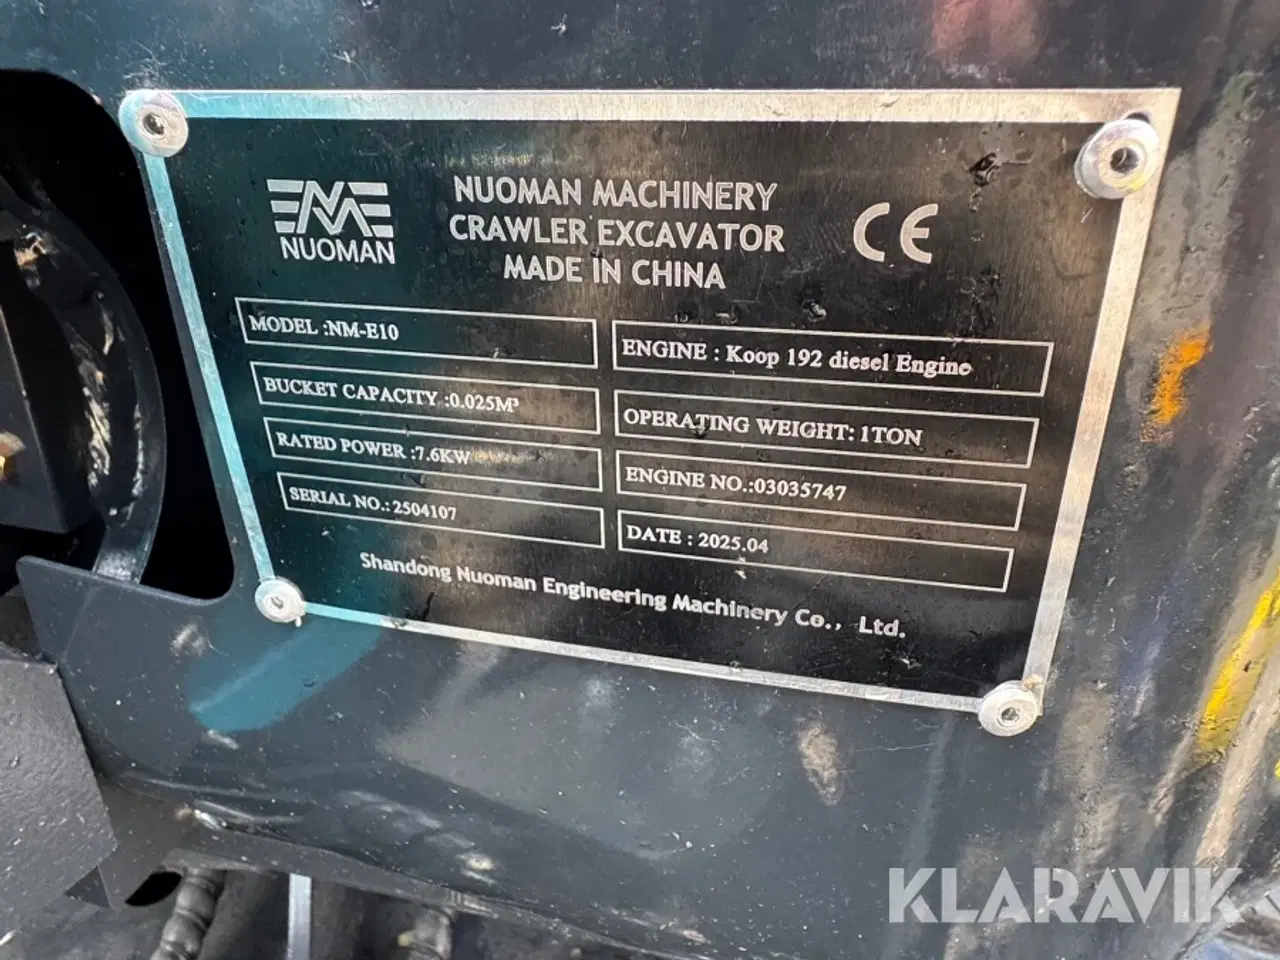 NUOMAN
NUOMAN MACHINERY
CRAWLER EXCAVATOR
MADE IN CHINA
CE
MODEL :NM-E10
ENGINE : Koop 192 diesel Engine
BUCKET CAPACITY :0.025M³
OPERATING WEIGHT: 1TON
RATED POWER :7.6KW
ENGINE NO.:03035747
SERIAL NO.: 2504107
DATE : 2025.04
Shandong Nuoman Engineering Machinery Co., Ltd.
KLARAVIK